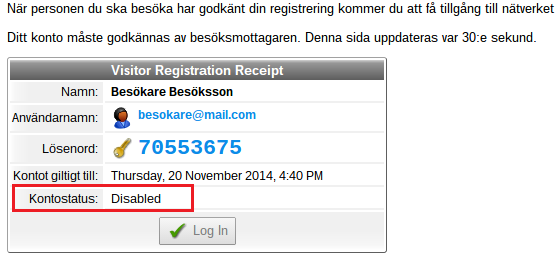 När personen du ska besöka har godkänt din registrering kommer du att få tillgång till nätverket
Ditt konto måste godkännas av besöksmottagaren. Denna sida uppdateras var 30:e sekund.
Visitor Registration Receipt
Namn: Besökare Besöksson
Användarnamn: besokare@mail.com
Lösenord: 70553675
Kontot giltigt till: Thursday, 20 November 2014, 4:40 PM
Kontostatus: Disabled
Log In